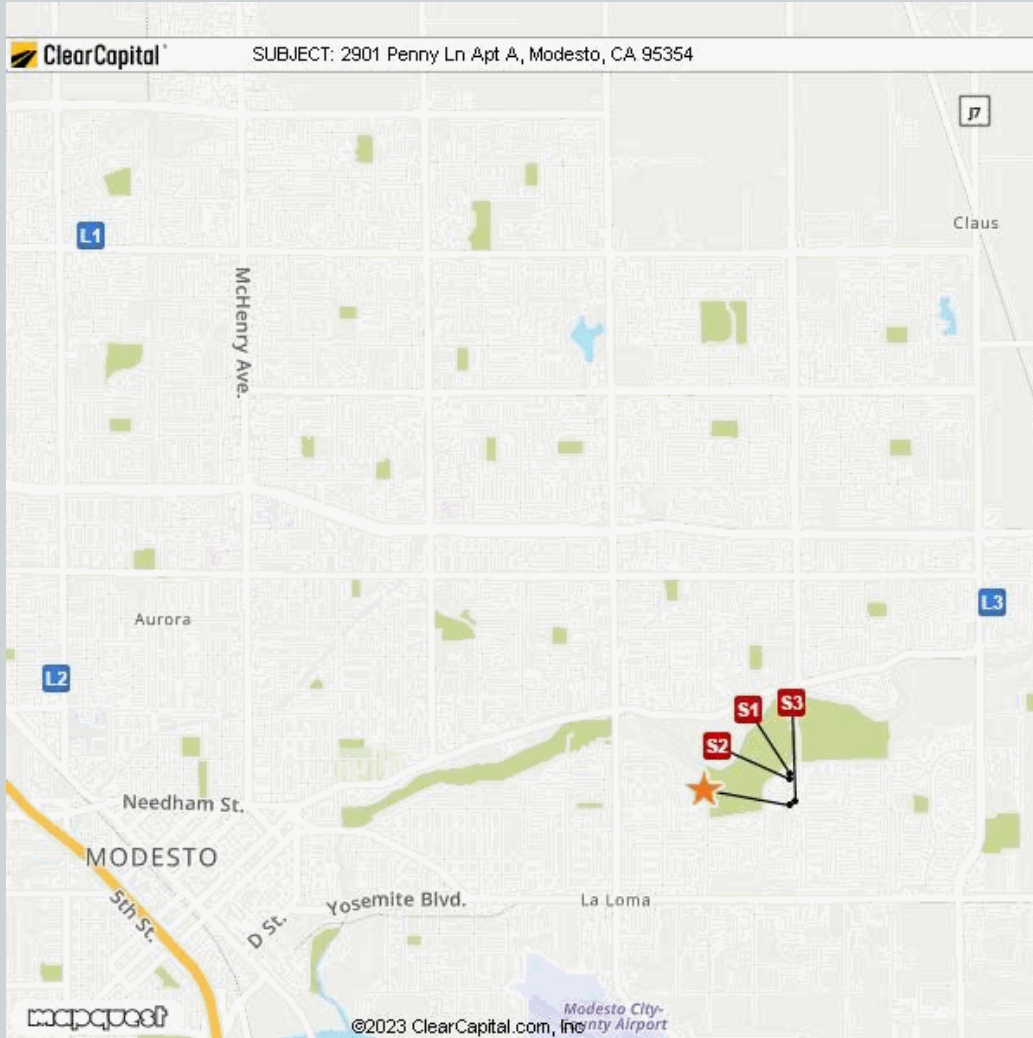 ClearCapital
SUBJECT: 2901 Penny Ln Apt A, Modesto, CA 95354
J7
Claus
L1
McHenry Ave.
Aurora
L3
L2
S1
S3
S2
Needham St.
MODESTO
5th St.
D St.
Yosemite Blvd.
La Loma
Modesto City-
County Airport
mapquest
©2023 ClearCapital.com, Inc